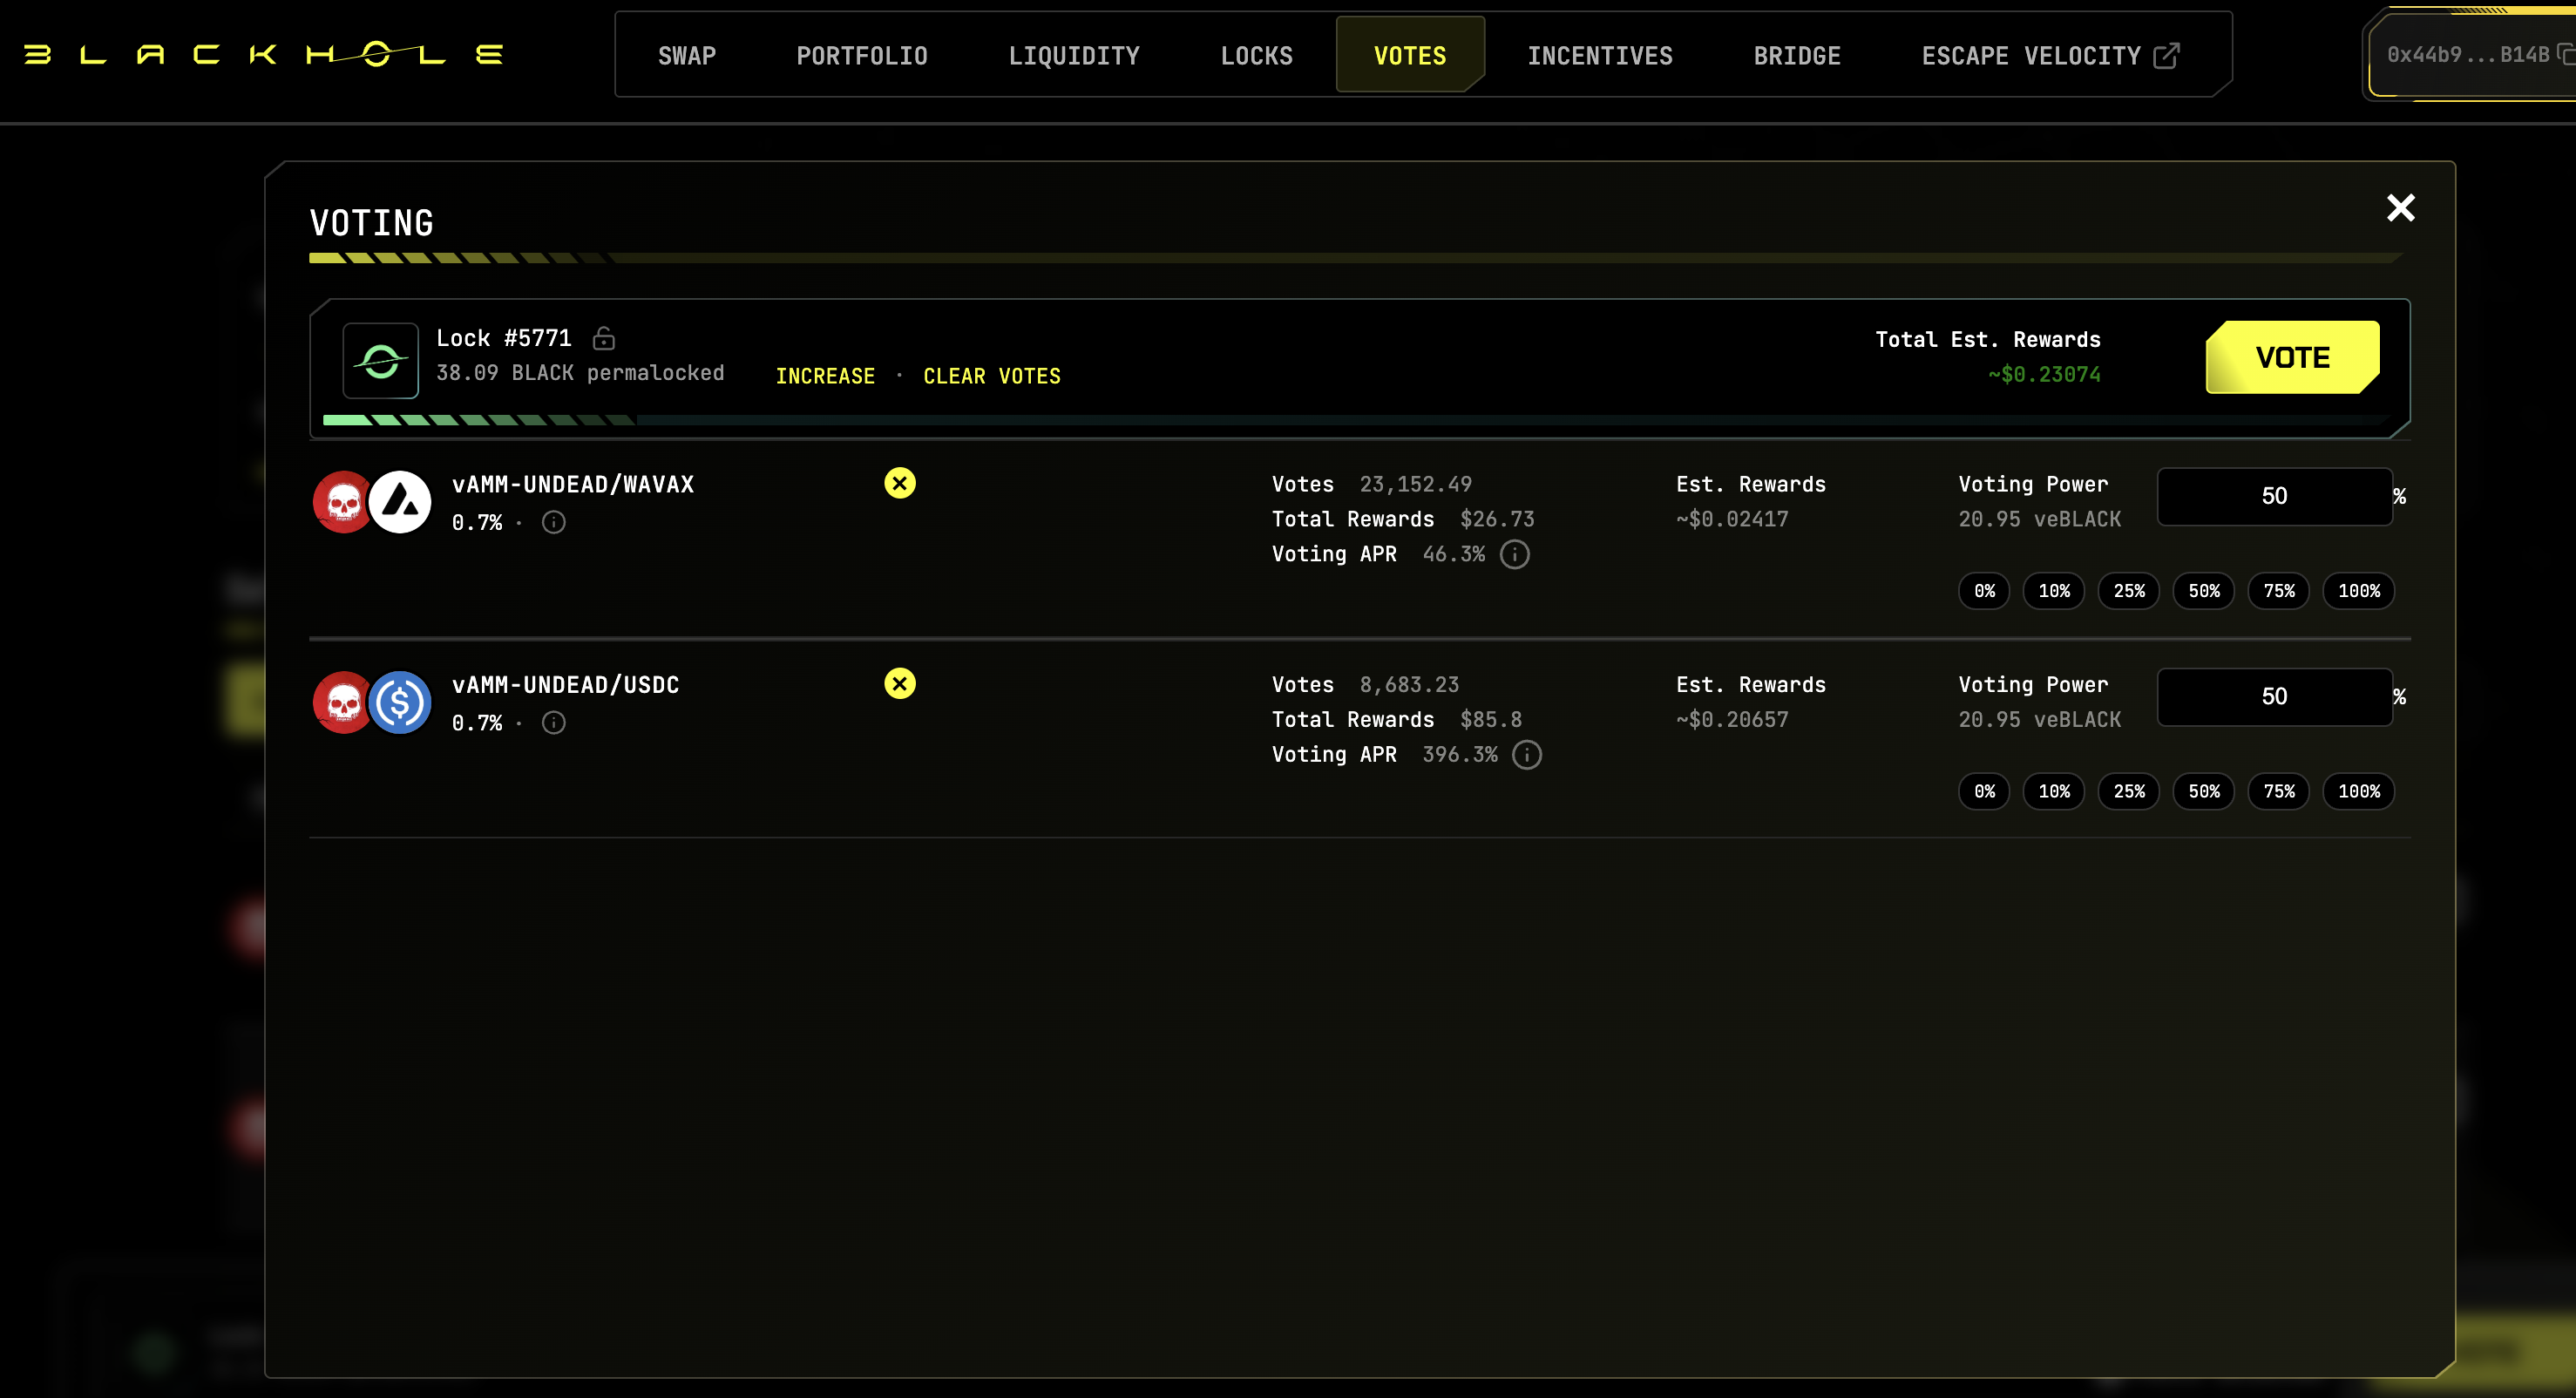 BLACKHOLE
SWAP PORTFOLIO LIQUIDITY LOCKS VOTES INCENTIVES BRIDGE ESCAPE VELOCITY
0x44b9...B14B
VOTING
Lock #5771
38.09 BLACK permalocked
INCREASE · CLEAR VOTES
Total Est. Rewards
~$0.23074
VOTE
vAMM-UNDEAD/WAVAX
0.7% ·
Votes 23,152.49
Total Rewards $26.73
Voting APR 46.3%
Est. Rewards
~$0.02417
Voting Power
20.95 veBLACK
50 %
0% 10% 25% 50% 75% 100%
vAMM-UNDEAD/USDC
0.7% ·
Votes 8,683.23
Total Rewards $85.8
Voting APR 396.3%
Est. Rewards
~$0.20657
Voting Power
20.95 veBLACK
50 %
0% 10% 25% 50% 75% 100%